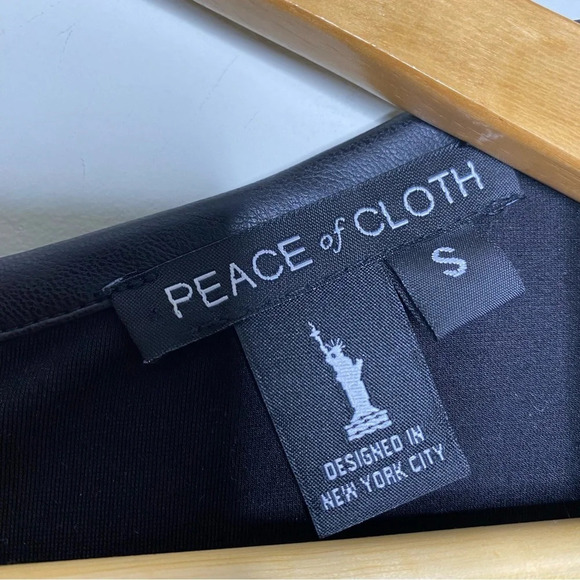 PEACE of CLOTH
S
DESIGNED IN
NEW YORK CITY